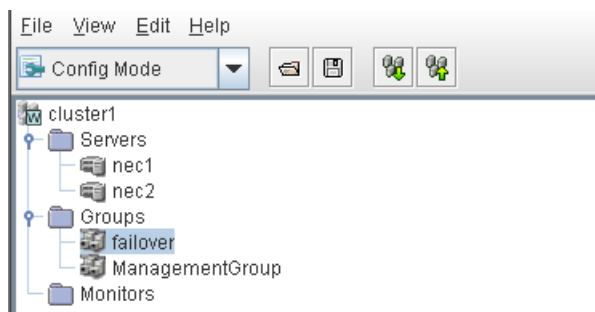 File View Edit Help
Config Mode
cluster1
Servers
nec1
nec2
Groups
failover
ManagementGroup
Monitors